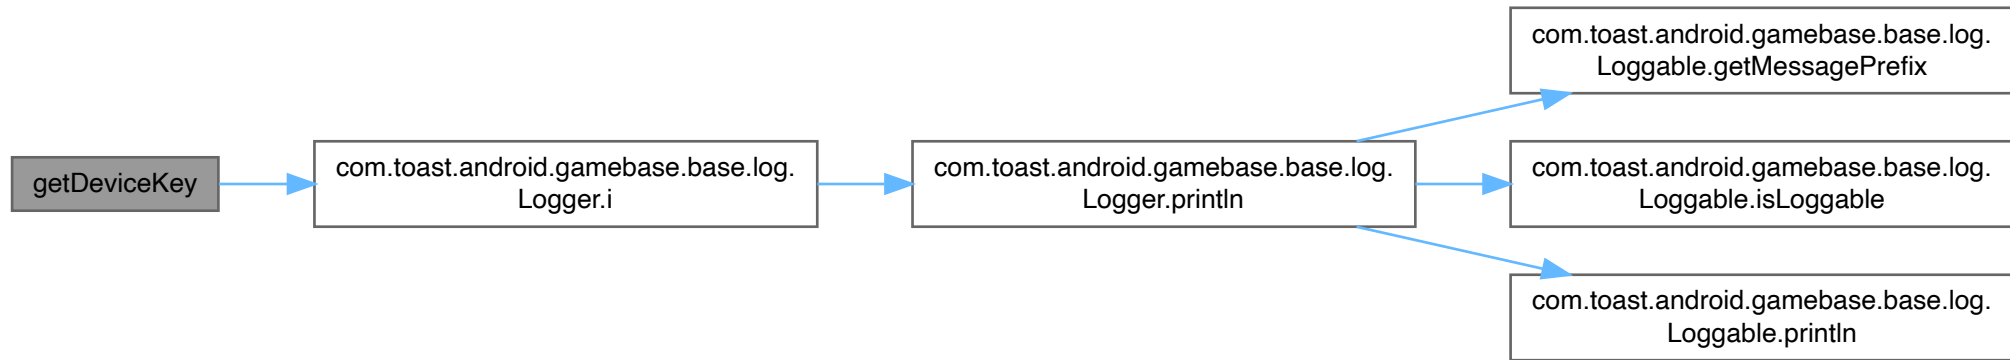 getDeviceKey
com.toast.android.gamebase.base.log.
Logger.i
com.toast.android.gamebase.base.log.
Logger.println
com.toast.android.gamebase.base.log.
Loggable.getMessagePrefix
com.toast.android.gamebase.base.log.
Loggable.isLoggable
com.toast.android.gamebase.base.log.
Loggable.println